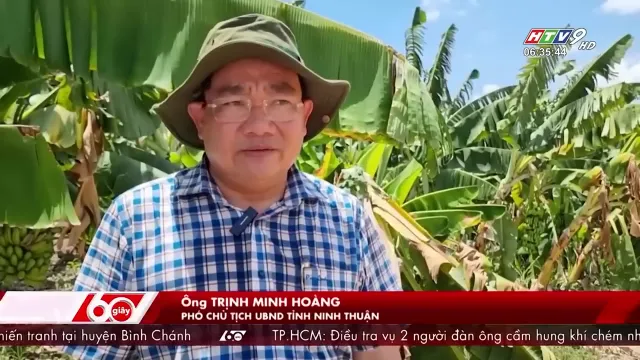 HTV9 HD
06:35:44
Ông TRỊNH MINH HOÀNG
PHÓ CHỦ TỊCH UBND TỈNH NINH THUẬN
60 giây
hiến tranh tại huyện Bình Chánh TP.HCM: Điều tra vụ 2 người đàn ông cầm hung khí chém nh